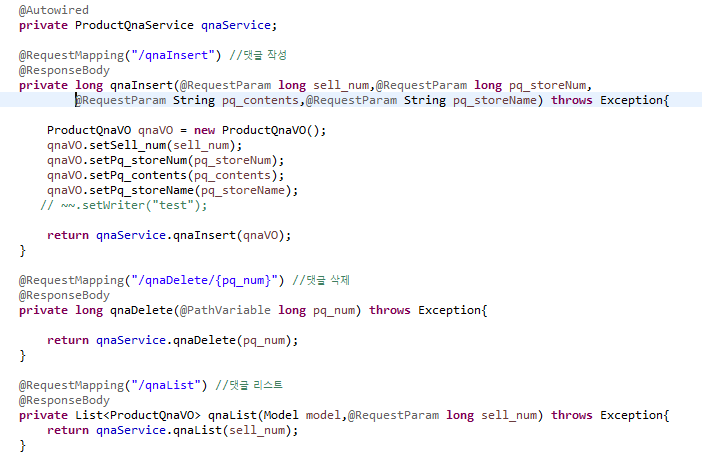 @Autowired
private ProductQnaService qnaService;
@RequestMapping("/qnaInsert") //댓글 작성
@ResponseBody
private long qnaInsert(@RequestParam long sell_num,@RequestParam long pq_storeNum,
@RequestParam String pq_contents,@RequestParam String pq_storeName) throws Exception{
ProductQnaVO qnaVO = new ProductQnaVO();
qnaVO.setSell_num(sell_num);
qnaVO.setPq_storeNum(pq_storeNum);
qnaVO.setPq_contents(pq_contents);
qnaVO.setPq_storeName(pq_storeName);
// ~~.setWriter("test");
return qnaService.qnaInsert(qnaVO);
}
@RequestMapping("/qnaDelete/{pq_num}") //댓글 삭제
@ResponseBody
private long qnaDelete(@PathVariable long pq_num) throws Exception{
return qnaService.qnaDelete(pq_num);
}
@RequestMapping("/qnaList") //댓글 리스트
@ResponseBody
private List<ProductQnaVO> qnaList(Model model,@RequestParam long sell_num) throws Exception{
return qnaService.qnaList(sell_num);
}